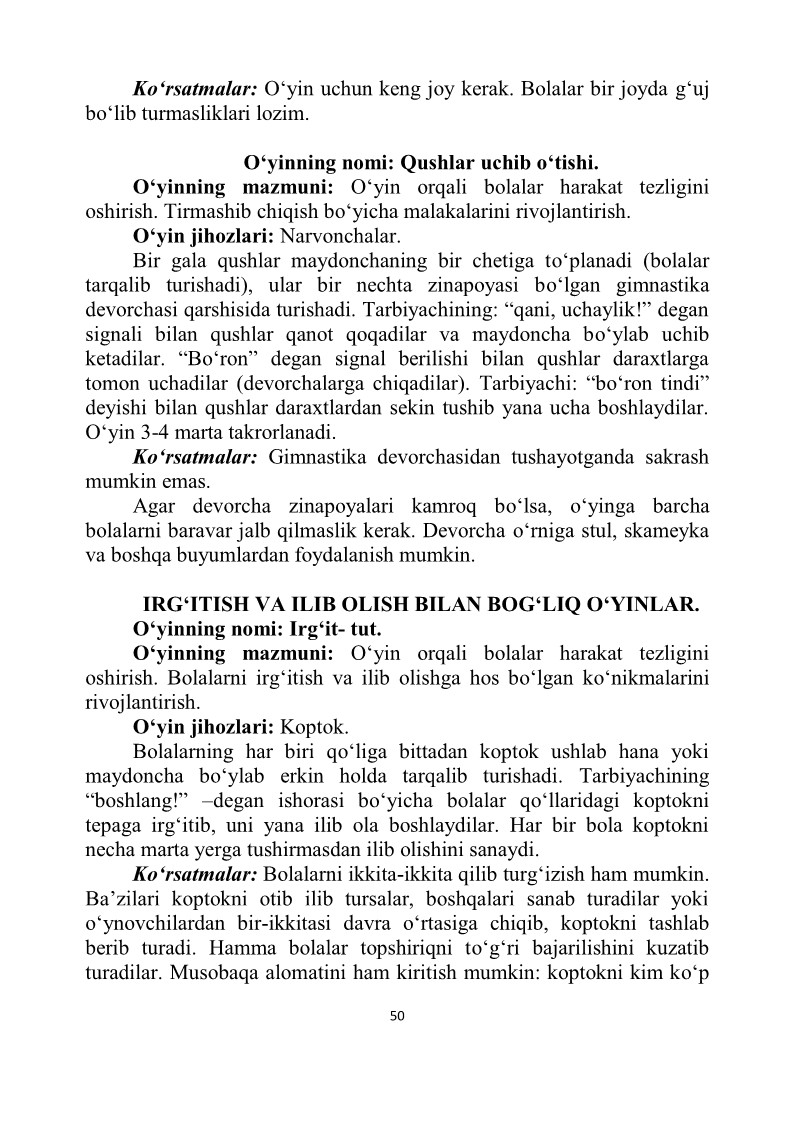 Ko‘rsatmalar: O‘yin uchun keng joy kerak. Bolalar bir joyda g‘uj
bo‘lib turmasliklari lozim.
O‘yinning nomi: Qushlar uchib o‘tishi.
O‘yinning mazmuni: O‘yin orqali bolalar harakat tezligini
oshirish. Tirmashib chiqish bo‘yicha malakalarini rivojlantirish.
O‘yin jihozlari: Narvonchalar.
Bir gala qushlar maydonchaning bir chetiga to‘planadi (bolalar
tarqalib turishadi), ular bir nechta zinapoyasi bo‘lgan gimnastika
devorchasi qarshisida turishadi. Tarbiyachining: “qani, uchaylik!” degan
signali bilan qushlar qanot qoqadilar va maydoncha bo‘ylab uchib
ketadilar. “Bo‘ron” degan signal berilishi bilan qushlar daraxtlarga
tomon uchadilar (devorchalarga chiqadilar). Tarbiyachi: “bo‘ron tindi”
deyishi bilan qushlar daraxtlardan sekin tushib yana ucha boshlaydilar.
O‘yin 3-4 marta takrorlanadi.
Ko‘rsatmalar: Gimnastika devorchasidan tushayotganda sakrash
mumkin emas.
Agar devorcha zinapoyalari kamroq bo‘lsa, o‘yinga barcha
bolalarni baravar jalb qilmaslik kerak. Devorcha o‘rniga stul, skameyka
va boshqa buyumlardan foydalanish mumkin.
IRG‘ITISH VA ILIB OLISH BILAN BOG‘LIQ O‘YINLAR.
O‘yinning nomi: Irg‘it- tut.
O‘yinning mazmuni: O‘yin orqali bolalar harakat tezligini
oshirish. Bolalarni irg‘itish va ilib olishga hos bo‘lgan ko‘nikmalarini
rivojlantirish.
O‘yin jihozlari: Koptok.
Bolalarning har biri qo‘liga bittadan koptok ushlab hana yoki
maydoncha bo‘ylab erkin holda tarqalib turishadi. Tarbiyachining
“boshlang!” –degan ishorasi bo‘yicha bolalar qo‘llaridagi koptokni
tepaga irg‘itib, uni yana ilib ola boshlaydilar. Har bir bola koptokni
necha marta yerga tushirmasdan ilib olishini sanaydi.
Ko‘rsatmalar: Bolalarni ikkita-ikkita qilib turg‘izish ham mumkin.
Ba’zilari koptokni otib ilib tursalar, boshqalari sanab turadilar yoki
o‘ynovchilardan bir-ikkitasi davra o‘rtasiga chiqib, koptokni tashlab
berib turadi. Hamma bolalar topshiriqni to‘g‘ri bajarilishini kuzatib
turadilar. Musobaqa alomatini ham kiritish mumkin: koptokni kim ko‘p
50